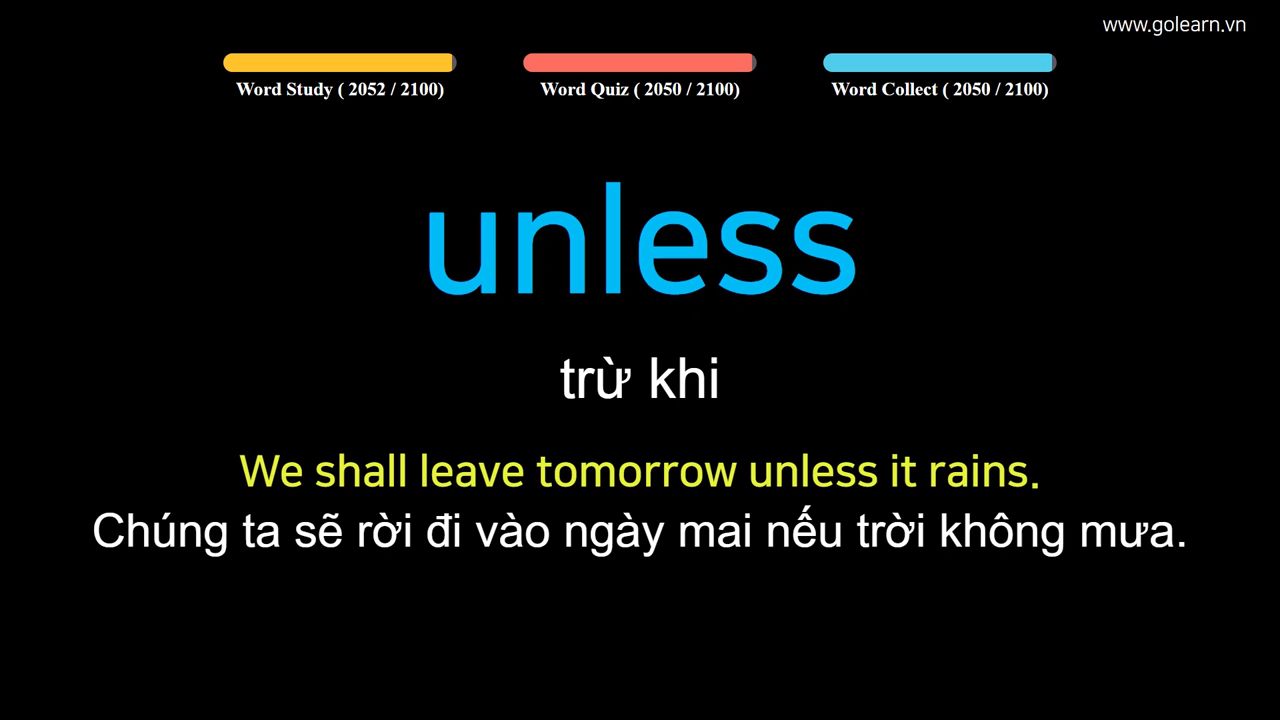 www.golearn.vn
Word Study ( 2052 / 2100)
Word Quiz ( 2050 / 2100)
Word Collect ( 2050 / 2100)
unless
trừ khi
We shall leave tomorrow unless it rains.
Chúng ta sẽ rời đi vào ngày mai nếu trời không mưa.